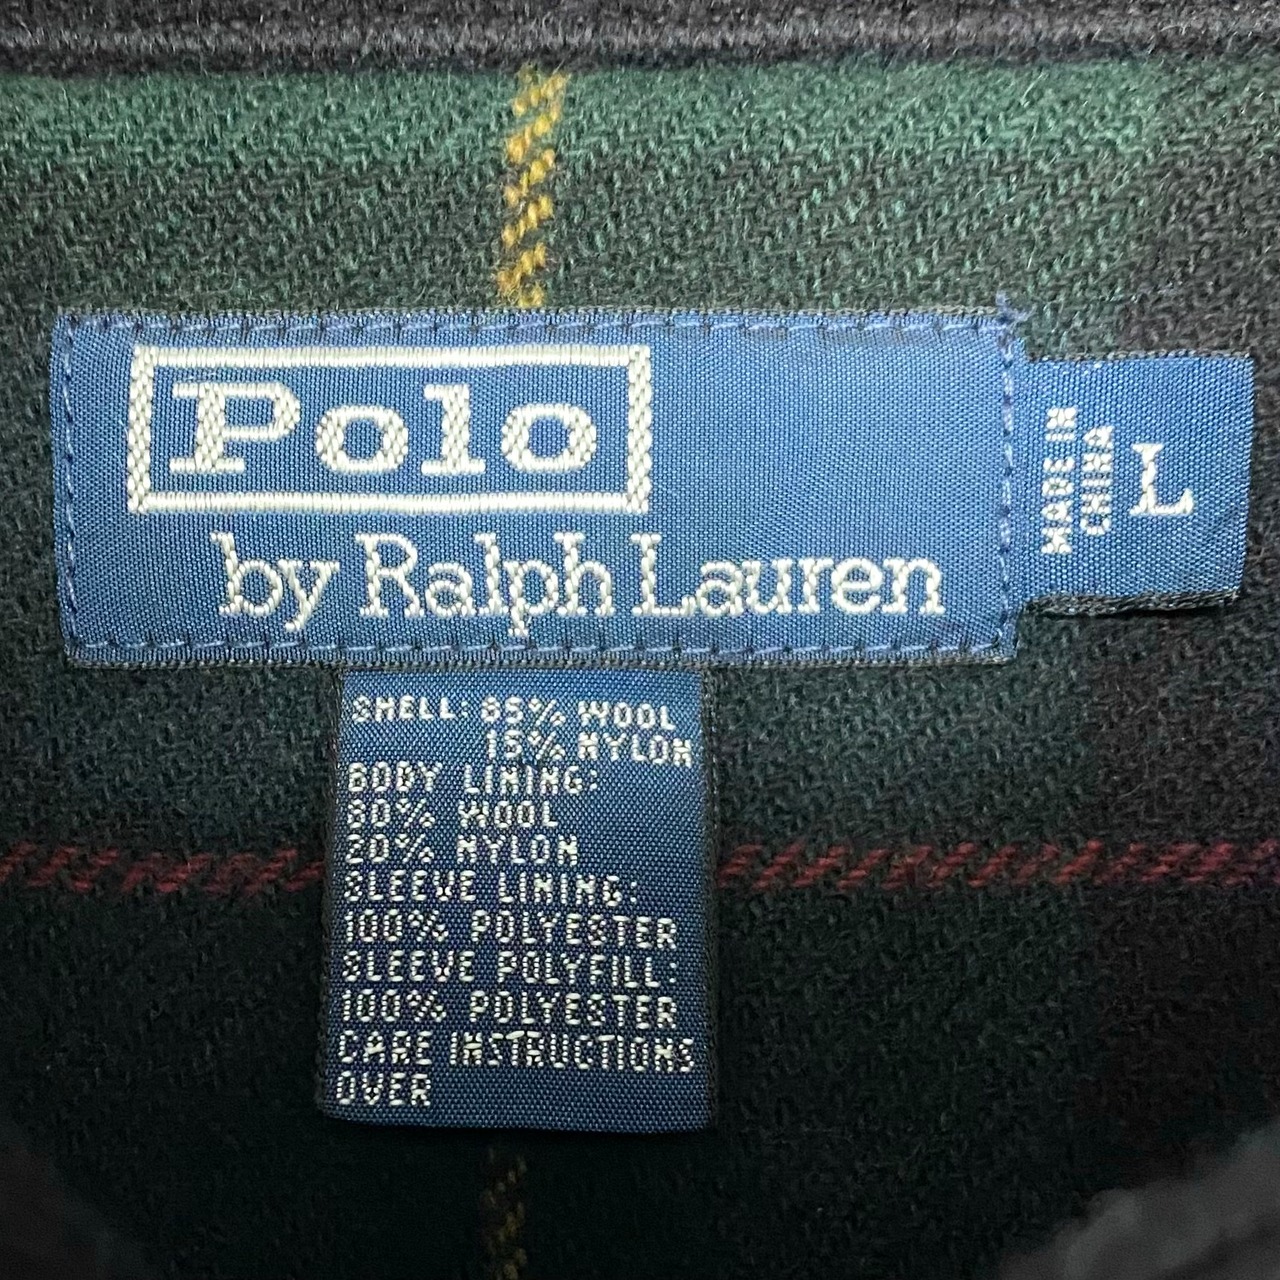 Polo
by Ralph Lauren
MADE IN
CHINA
L
SHELL: 85% WOOL
15% NYLON
BODY LINING:
80% WOOL
20% NYLON
SLEEVE LINING:
100% POLYESTER
SLEEVE POLYFILL:
100% POLYESTER
CARE INSTRUCTIONS
OVER